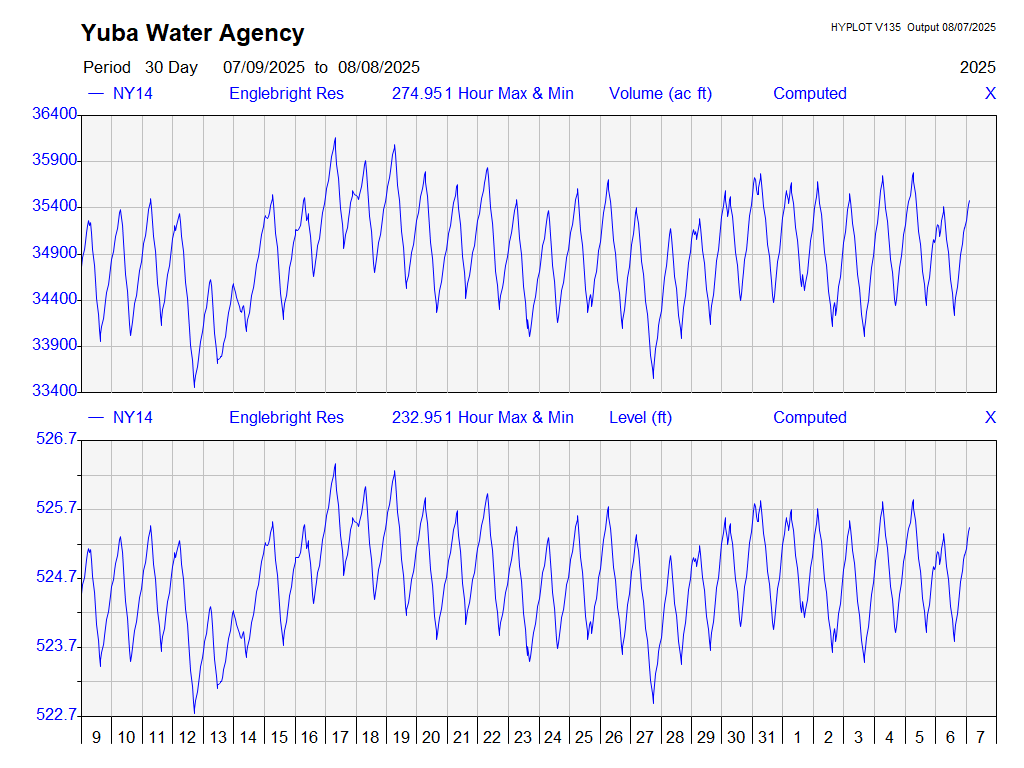 Yuba Water Agency
HYPLOT V135 Output 08/07/2025
Period 30 Day 07/09/2025 to 08/08/2025 2025
NY14 Englebright Res 274.951 Hour Max & Min Volume (ac ft) Computed X
36400
35900
35400
34900
34400
33900
33400
NY14 Englebright Res 232.951 Hour Max & Min Level (ft) Computed X
526.7
525.7
524.7
523.7
522.7
9 10 11 12 13 14 15 16 17 18 19 20 21 22 23 24 25 26 27 28 29 30 31 1 2 3 4 5 6 7